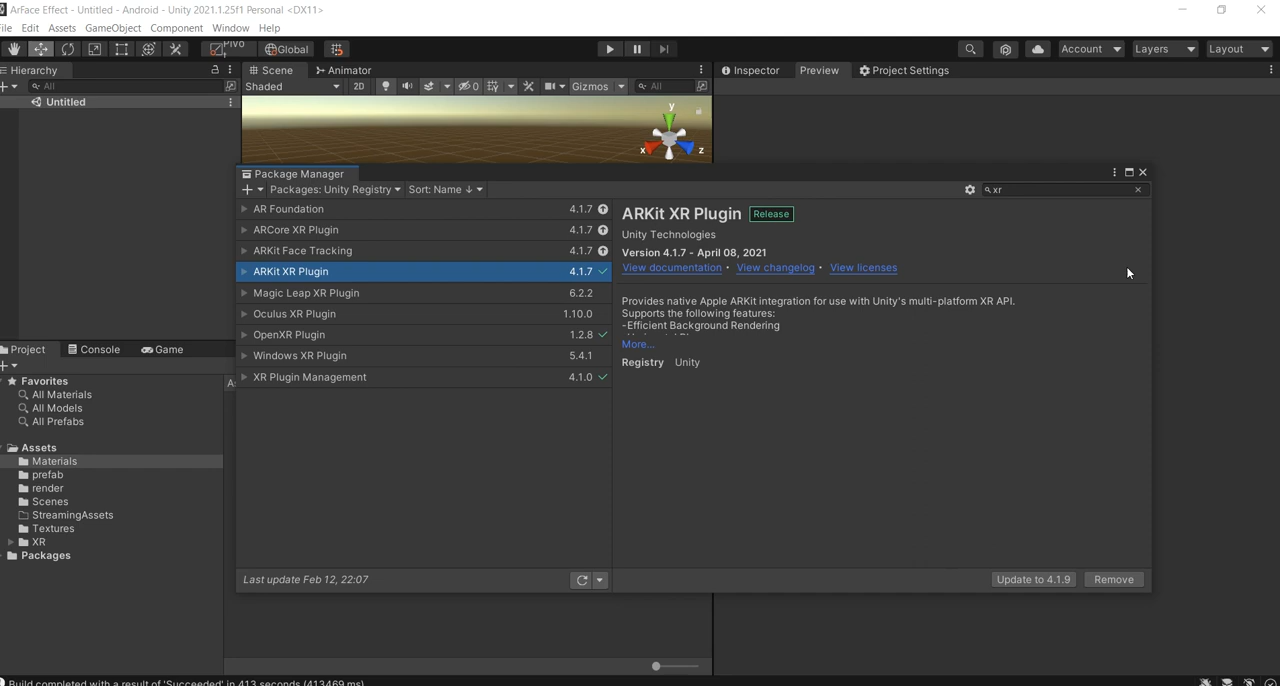 ArFace Effect - Untitled - Android - Unity 2021.1.25f1 Personal <DX11>
File Edit Assets GameObject Component Window Help
Global Account Layers Layout
Hierarchy
All
Untitled
Scene Animator
Shaded 2D 0 Gizmos All
y
x z
Inspector Preview Project Settings
Package Manager
Packages: Unity Registry Sort: Name ↓
xr
AR Foundation 4.1.7
ARCore XR Plugin 4.1.7
ARKit Face Tracking 4.1.7
ARKit XR Plugin 4.1.7
Magic Leap XR Plugin 6.2.2
Oculus XR Plugin 1.10.0
OpenXR Plugin 1.2.8
Windows XR Plugin 5.4.1
XR Plugin Management 4.1.0
Last update Feb 12, 22:07
ARKit XR Plugin Release
Unity Technologies
Version 4.1.7 - April 08, 2021
View documentation • View changelog • View licenses
Provides native Apple ARKit integration for use with Unity's multi-platform XR API.
Supports the following features:
-Efficient Background Rendering
More...
Registry Unity
Update to 4.1.9 Remove
Project Console Game
Favorites
All Materials
All Models
All Prefabs
Assets
Materials
prefab
render
Scenes
StreamingAssets
Textures
XR
Packages
Build completed with a result of 'Succeeded' in 413 seconds (413469 ms)